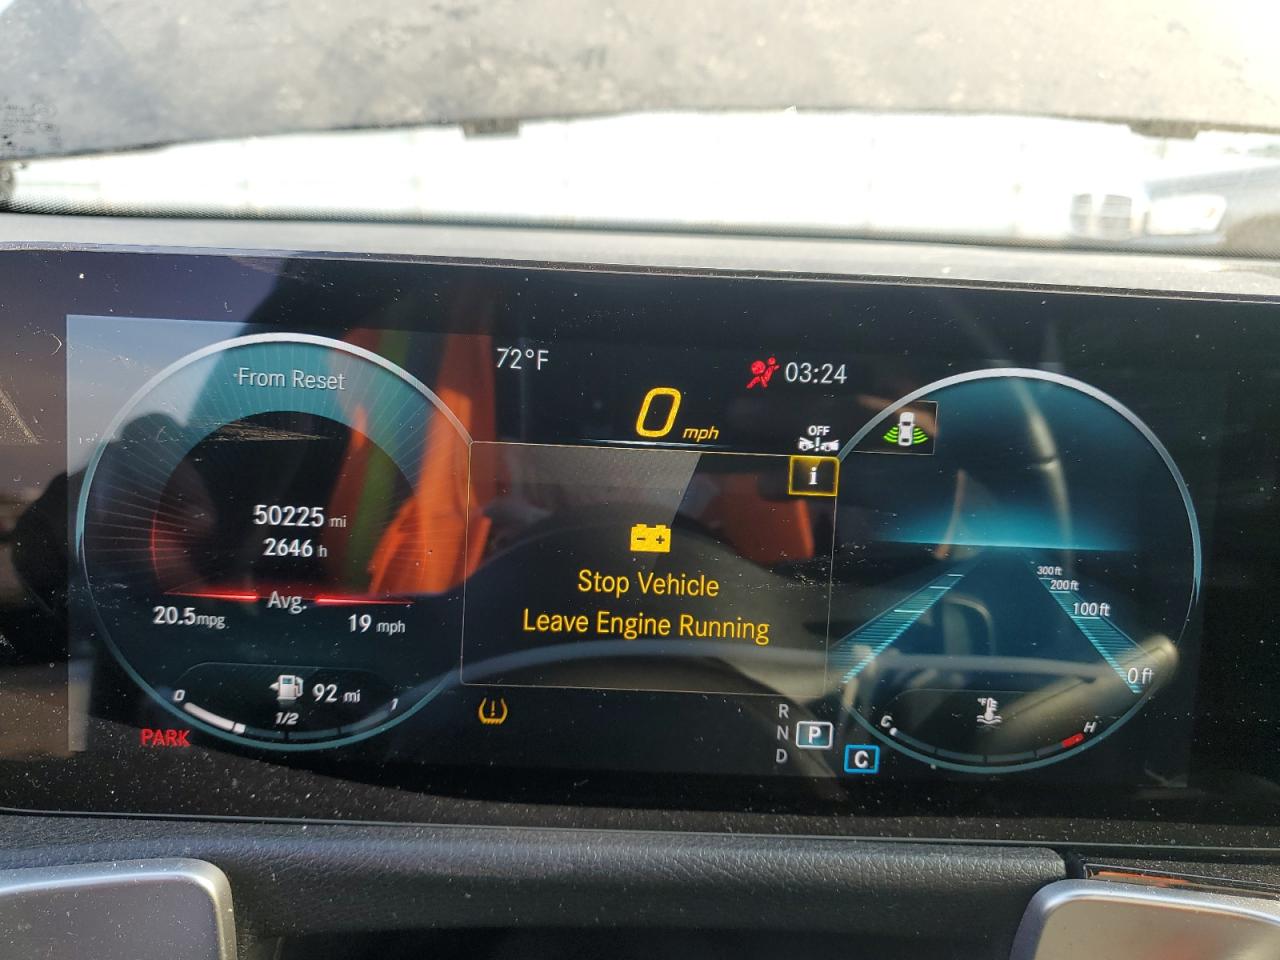 From Reset
72°F
03:24
0 mph
OFF
i
50225 mi
2646 h
Stop Vehicle
Leave Engine Running
Avg.
20.5 mpg
19 mph
300 ft
200 ft
100 ft
0 ft
92 mi
0
1/2
1
PARK
R
N P
D
C
C
H
°F